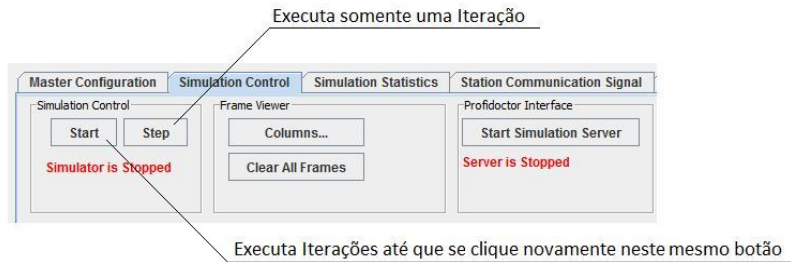 Executa somente uma Iteração
Master Configuration Simulation Control Simulation Statistics Station Communication Signal
Simulation Control Frame Viewer Profidoctor Interface
Start Step Columns... Start Simulation Server
Simulator is Stopped Clear All Frames Server is Stopped
Executa Iterações até que se clique novamente neste mesmo botão